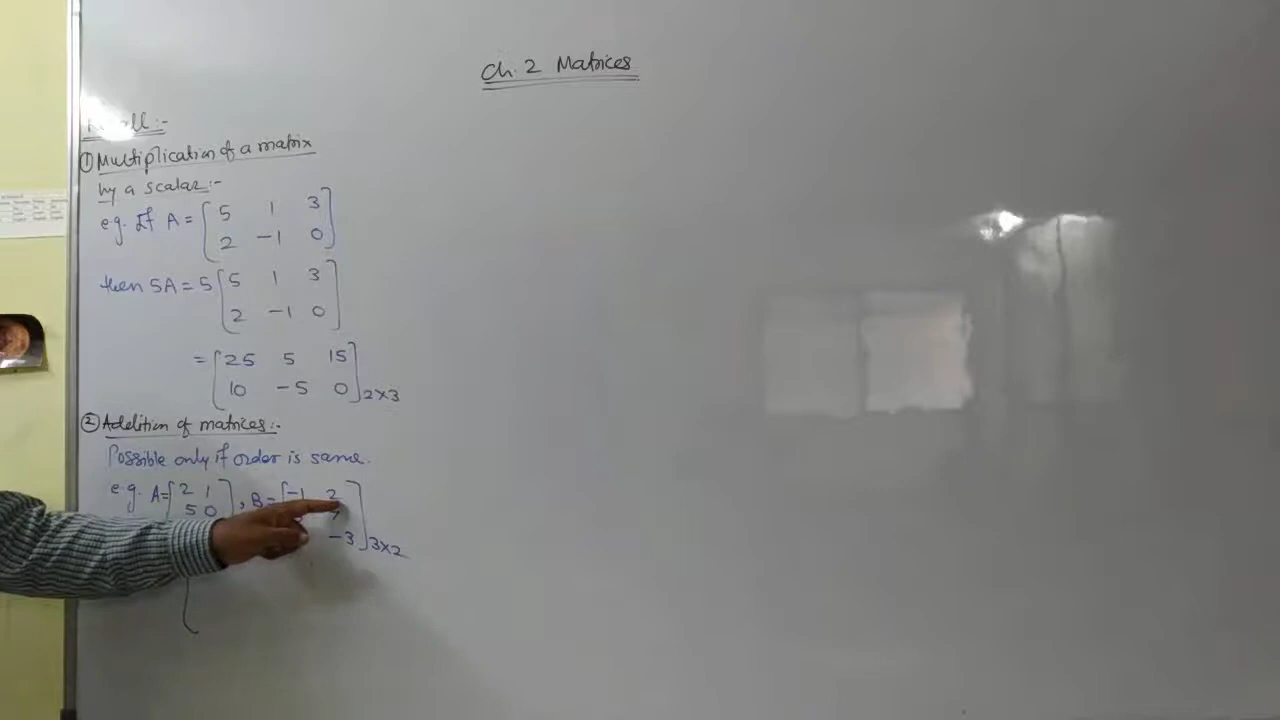 Ch. 2 Matrices
① Multiplication of a matrix
by a scalar:-
e.g. If A = [ 5 1 3
2 -1 0 ]
then 5A = 5 [ 5 1 3
2 -1 0 ]
= [ 25 5 15
10 -5 0 ] 2×3
② Addition of matrices:-
Possible only if order is same.
e.g. A = [ 2 1 , B = [ -1 2
5 0
-3 ] 3×2